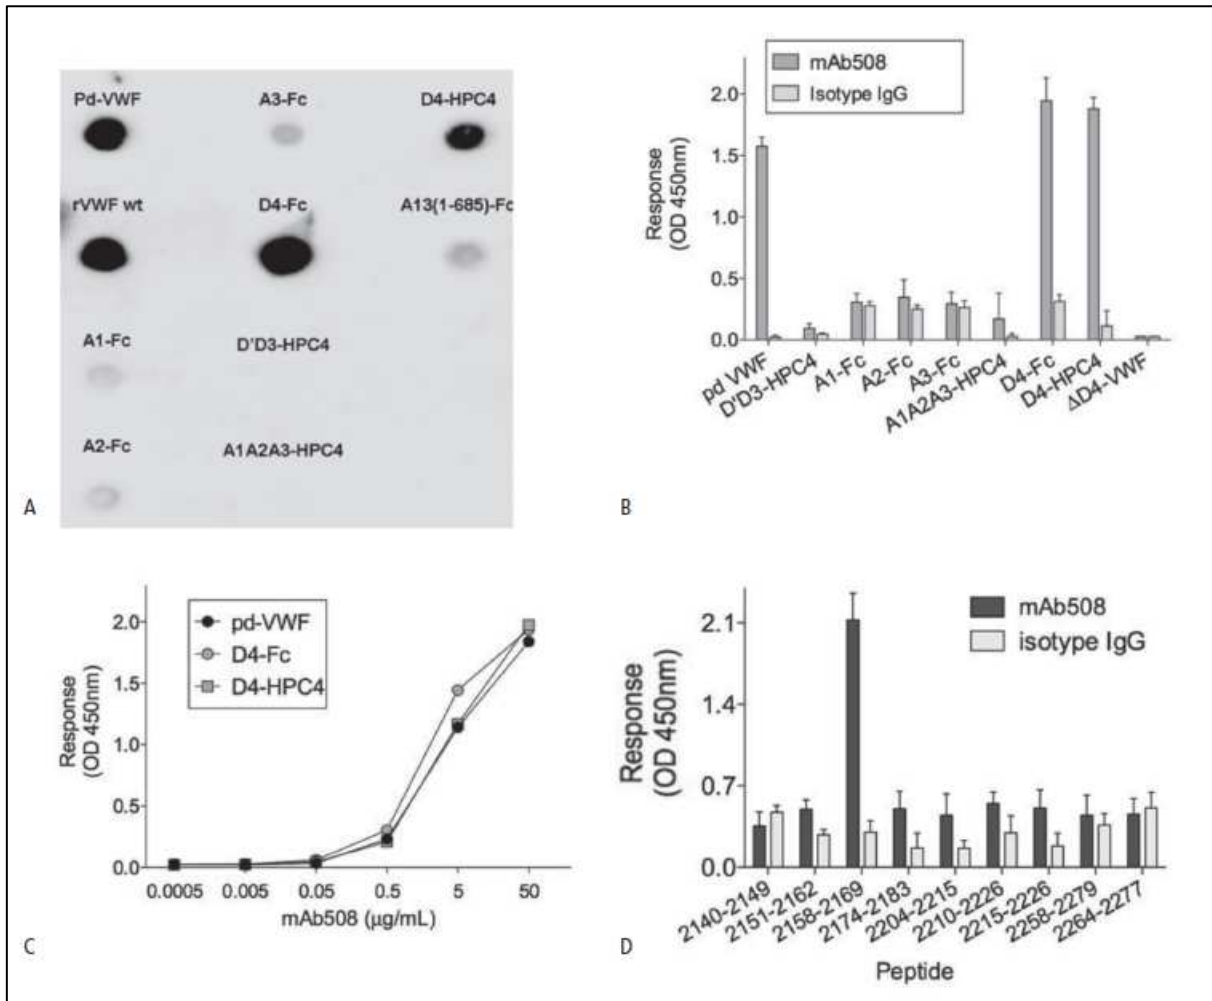 Pd-VWF A3-Fc D4-HPC4
rVWF wt D4-Fc A13(1-685)-Fc
A1-Fc D'D3-HPC4
A2-Fc A1A2A3-HPC4
A
mAb508
Isotype IgG
Response
(OD 450nm)
2.0
1.5
1.0
0.5
0.0
pd VWF
D'D3-HPC4
A1-Fc
A2-Fc
A3-Fc
A1A2A3-HPC4
D4-Fc
D4-HPC4
ΔD4-VWF
B
pd-VWF
D4-Fc
D4-HPC4
Response
(OD 450nm)
2.0
1.5
1.0
0.5
0.0
0.0005 0.005 0.05 0.5 5 50
mAb508 (µg/mL)
C
mAb508
isotype IgG
Response
(OD 450nm)
2.1
1.4
0.7
0.0
2140-2149
2151-2162
2158-2169
2174-2183
2204-2215
2210-2226
2215-2226
2258-2279
2264-2277
Peptide
D